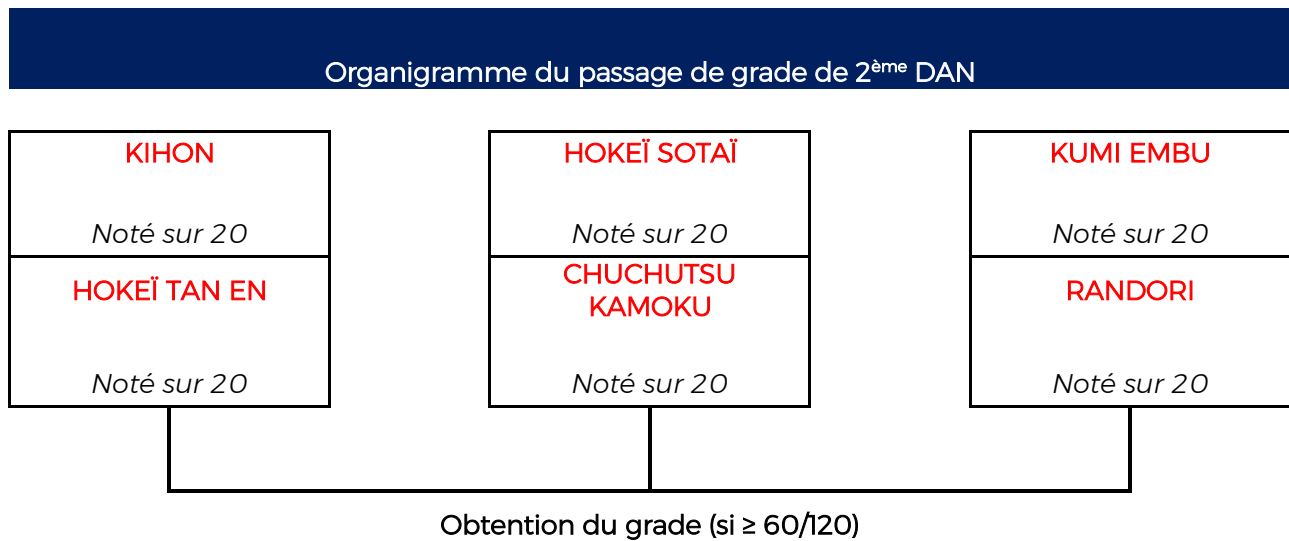 Organigramme du passage de grade de 2ème DAN
KIHON
Noté sur 20
HOKEÏ TAN EN
Noté sur 20
HOKEÏ SOTAÏ
Noté sur 20
CHUCHUTSU
KAMOKU
Noté sur 20
KUMI EMBU
Noté sur 20
RANDORI
Noté sur 20
Obtention du grade (si ≥ 60/120)